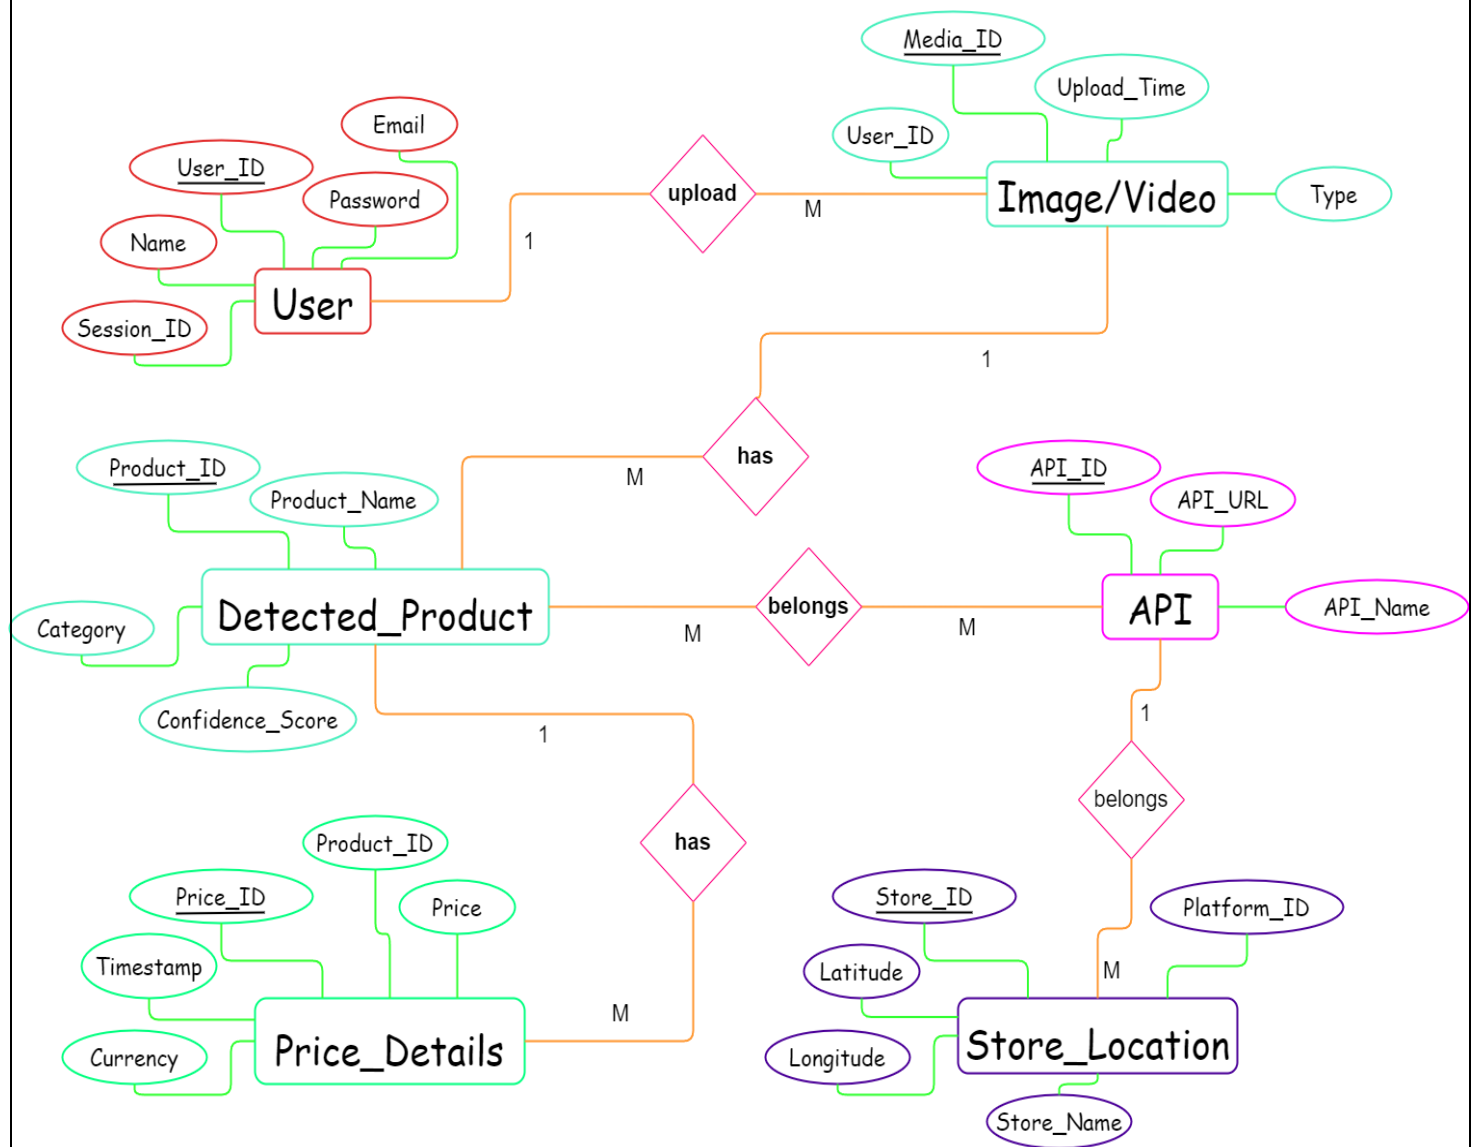 Media_ID
Upload_Time
User_ID
Image/Video
Type
Email
User_ID
Password
Name
User
Session_ID
upload
1
M
1
has
M
Product_ID
Product_Name
Detected_Product
Category
Confidence_Score
belongs
M
M
API_ID
API_URL
API
API_Name
1
has
M
1
belongs
M
Product_ID
Price_ID
Price
Timestamp
Currency
Price_Details
Store_ID
Platform_ID
Latitude
Longitude
Store_Location
Store_Name